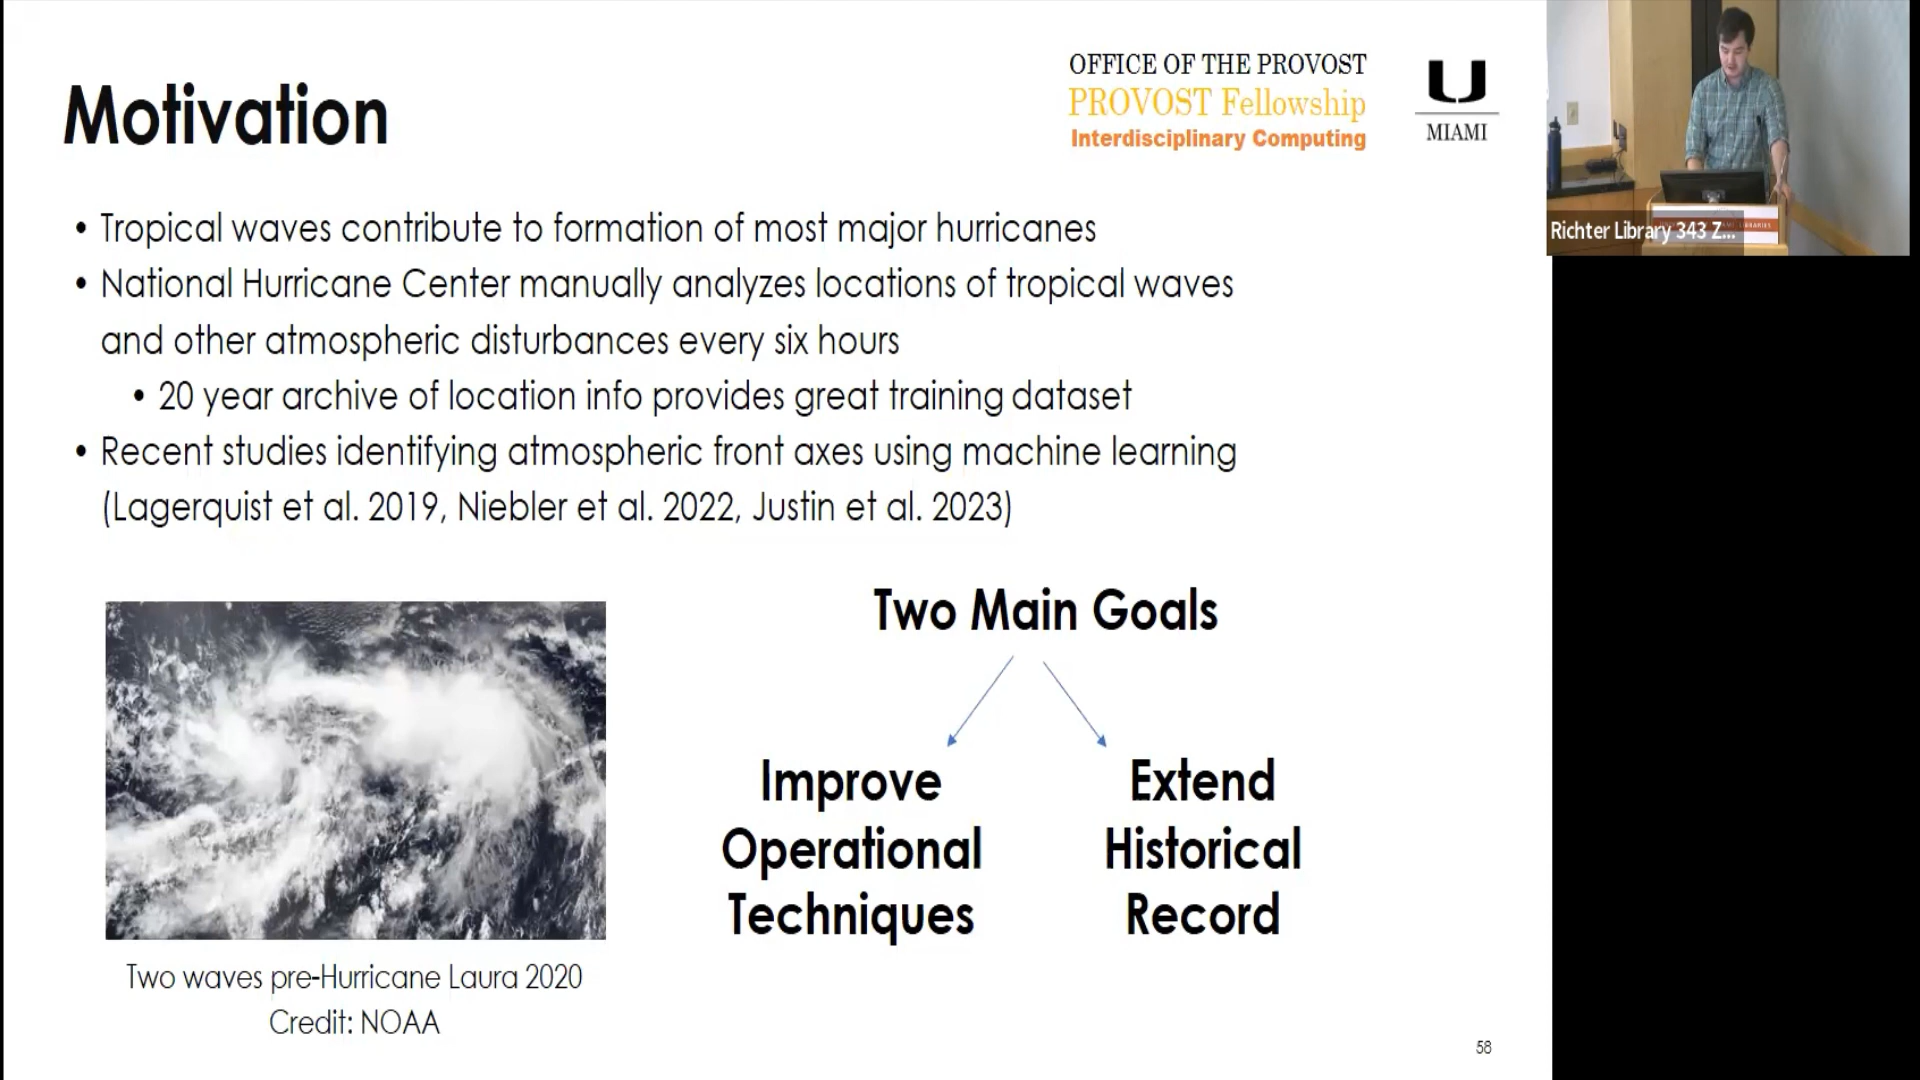 Motivation
OFFICE OF THE PROVOST
PROVOST Fellowship
Interdisciplinary Computing
U
MIAMI
• Tropical waves contribute to formation of most major hurricanes
• National Hurricane Center manually analyzes locations of tropical waves
and other atmospheric disturbances every six hours
• 20 year archive of location info provides great training dataset
• Recent studies identifying atmospheric front axes using machine learning
(Lagerquist et al. 2019, Niebler et al. 2022, Justin et al. 2023)
Two waves pre-Hurricane Laura 2020
Credit: NOAA
Two Main Goals
Improve
Operational
Techniques
Extend
Historical
Record
58
Richter Library 343 Z...